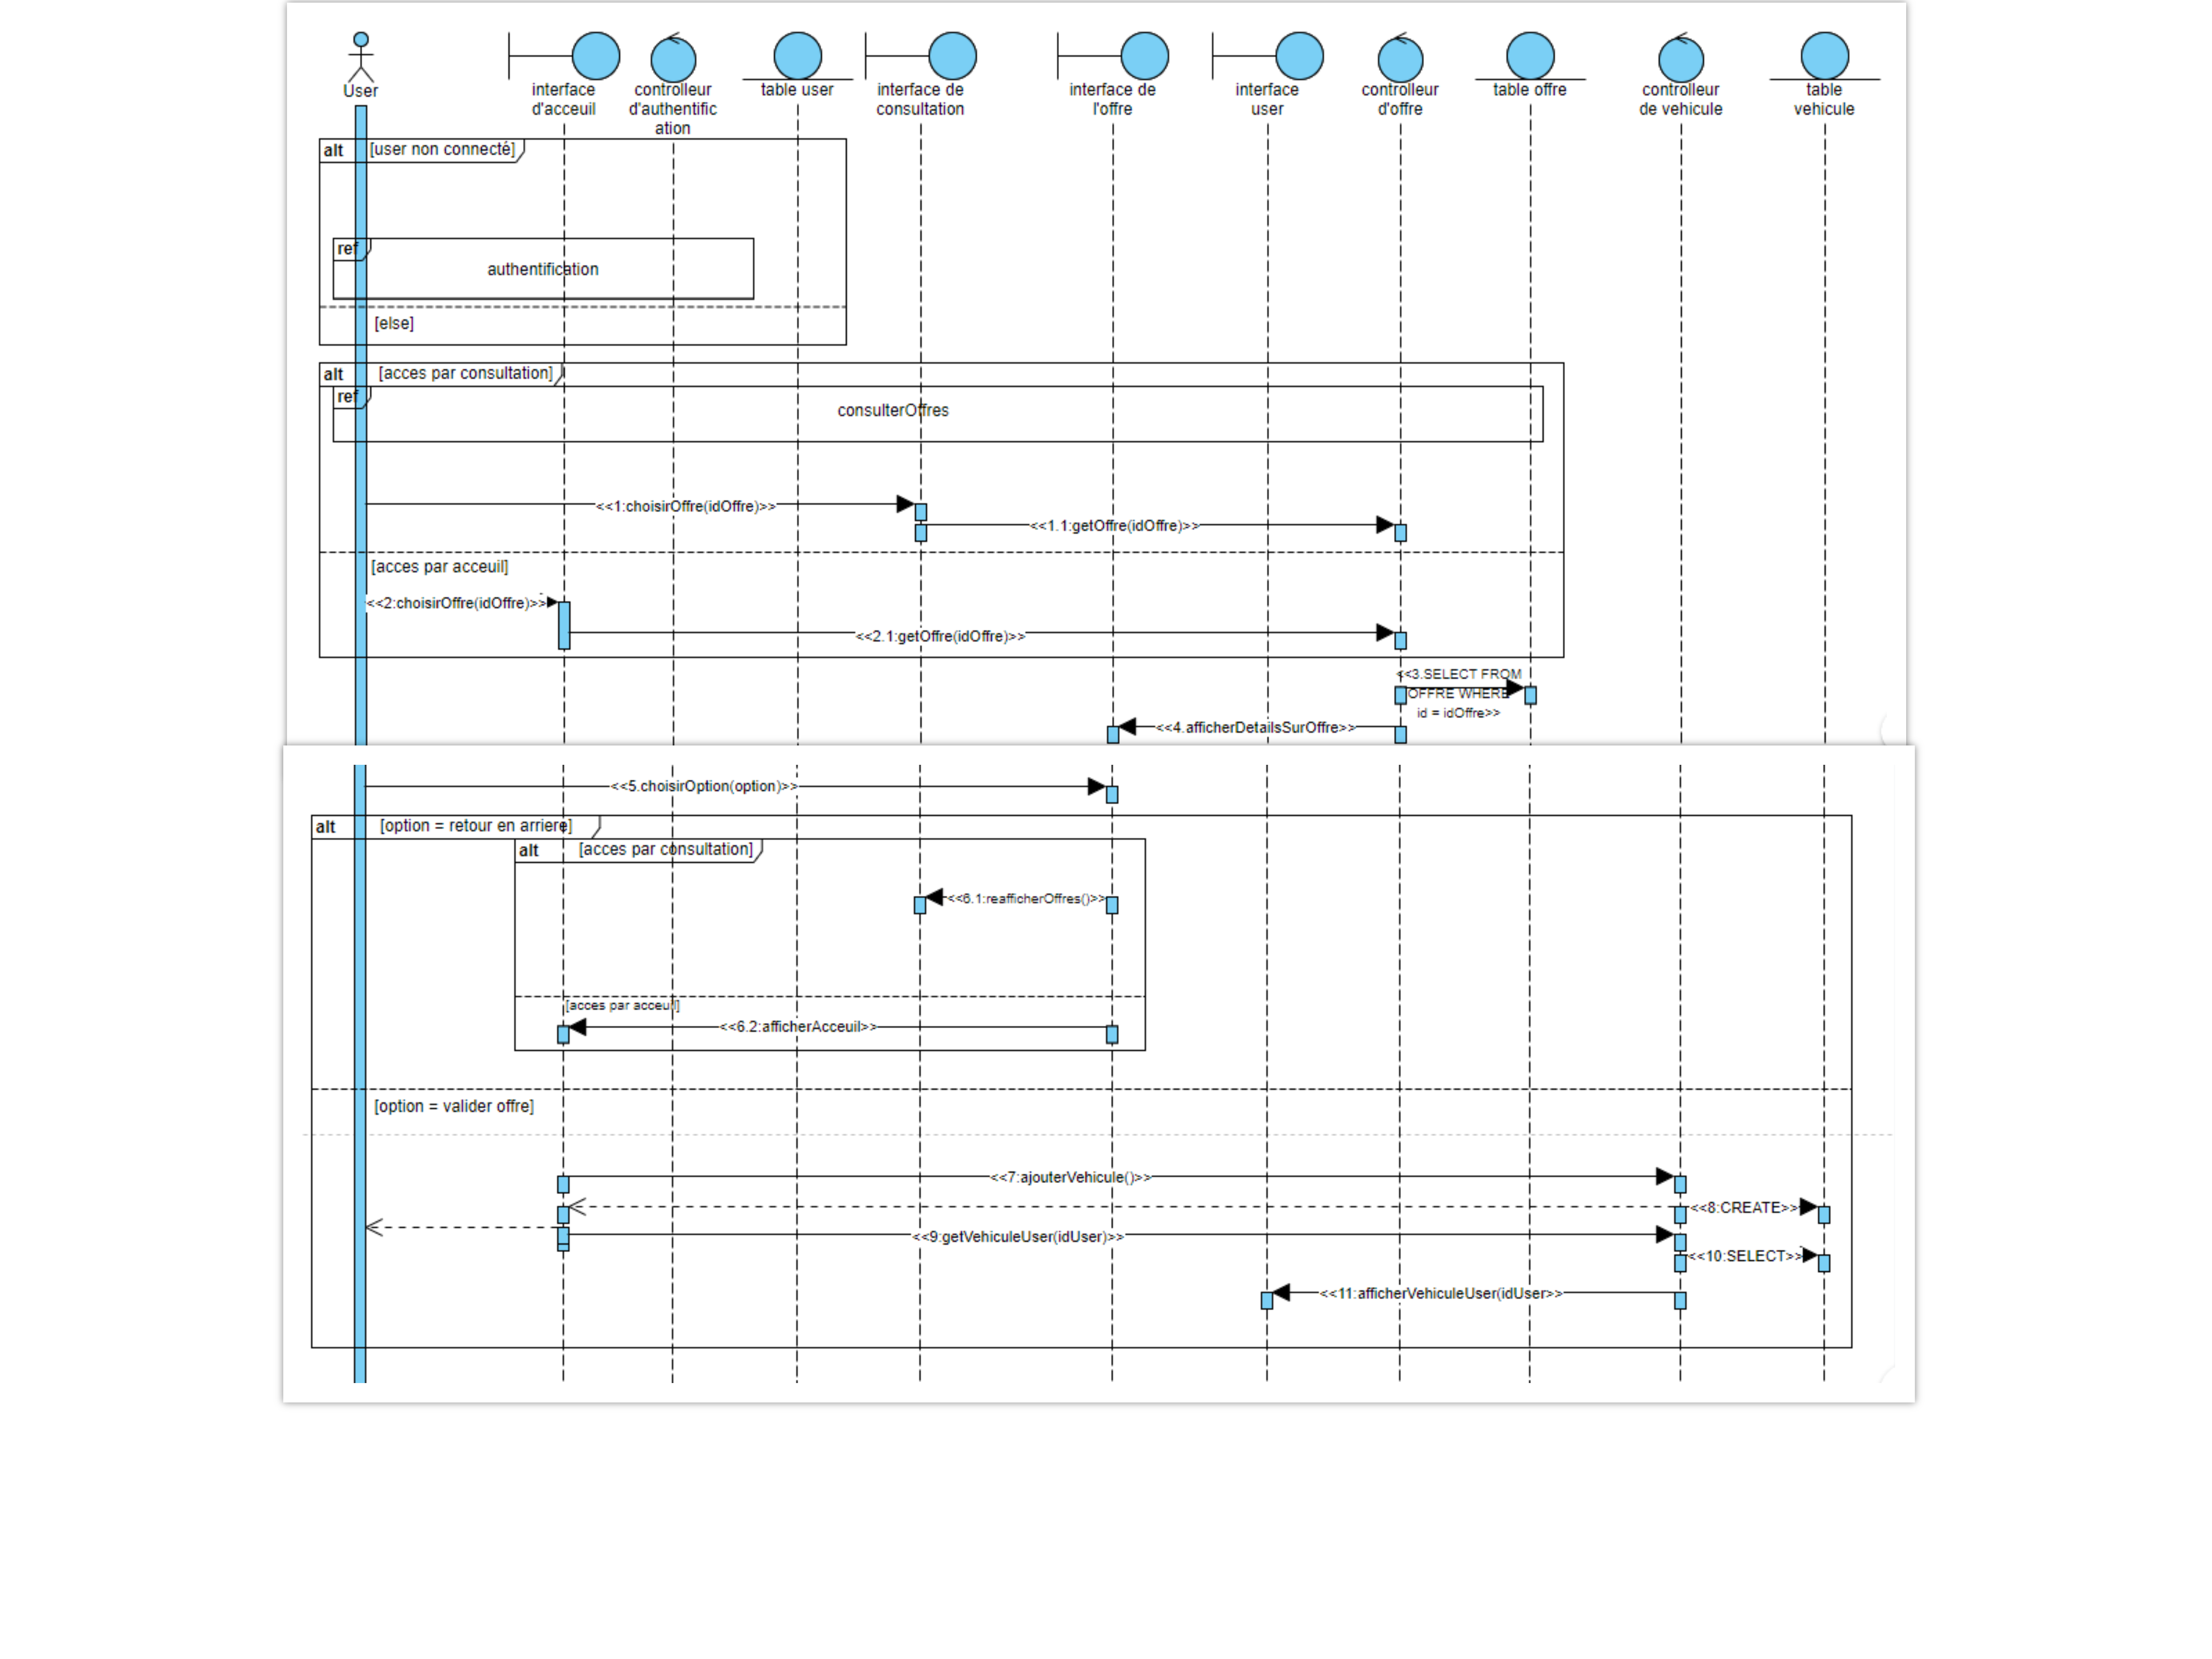 User
interface
d'acceuil
controlleur
d'authentific
ation
table user
interface de
consultation
interface de
l'offre
interface
user
controlleur
d'offre
table offre
controlleur
de vehicule
table
vehicule
alt [user non connecté]
ref
authentification
[else]
alt [acces par consultation]
ref
consulterOffres
<<1:choisirOffre(idOffre)>>
<<1.1:getOffre(idOffre)>>
[acces par acceuil]
<<2:choisirOffre(idOffre)>>
<<2.1:getOffre(idOffre)>>
<<3.SELECT FROM
OFFRE WHERE
id = idOffre>>
<<4.afficherDetailsSurOffre>>
<<5.choisirOption(option)>>
alt [option = retour en arriere]
alt [acces par consultation]
<<6.1:reafficherOffres()>>
[acces par acceuil]
<<6.2:afficherAcceuil>>
[option = valider offre]
<<7:ajouterVehicule()>>
<<8:CREATE>>
<<9:getVehiculeUser(idUser)>>
<<10:SELECT>>
<<11:afficherVehiculeUser(idUser>>